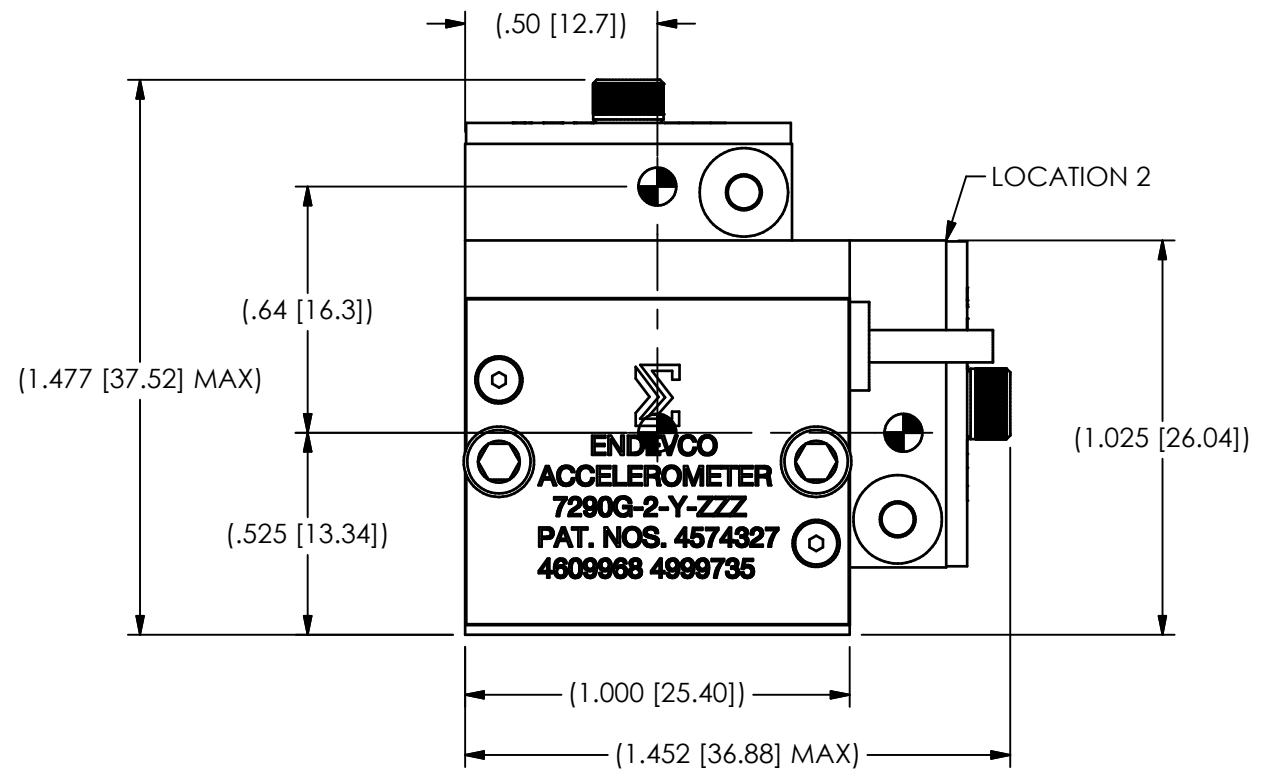 (.50 [12.7])
LOCATION 2
(.64 [16.3])
(1.477 [37.52] MAX)
(1.025 [26.04])
ENDEVCO
ACCELEROMETER
7290G-2-Y-ZZZ
(.525 [13.34])
PAT. NOS. 4574327
4609968 4999735
(1.000 [25.40])
(1.452 [36.88] MAX)